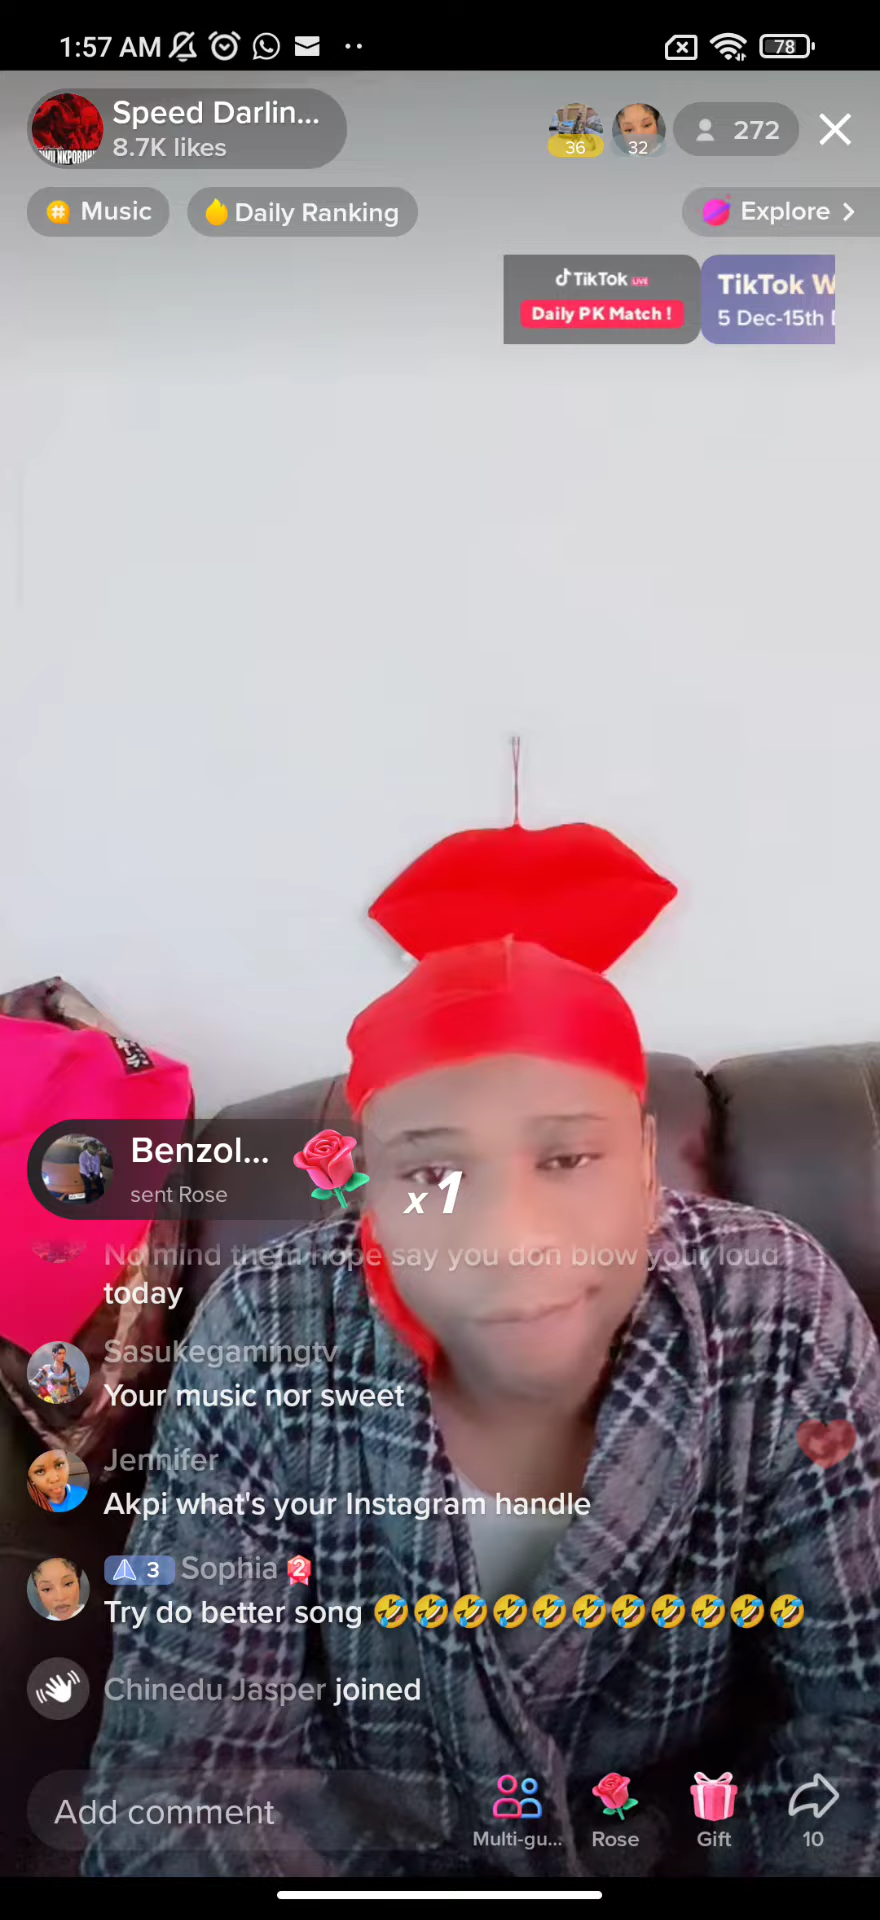 1:57 AM
78
Speed Darlin...
8.7K likes
36
32
272
Music
Daily Ranking
Explore
TikTok LIVE
Daily PK Match !
TikTok W
5 Dec-15th
Benzol...
sent Rose
x1
No mind them nope say you don blow your loud
today
Sasukegamingtv
Your music nor sweet
Jennifer
Akpi what's your Instagram handle
3 Sophia 2
Try do better song 🤣🤣🤣🤣🤣🤣🤣🤣🤣🤣🤣
Chinedu Jasper joined
Add comment
Multi-gu...
Rose
Gift
10